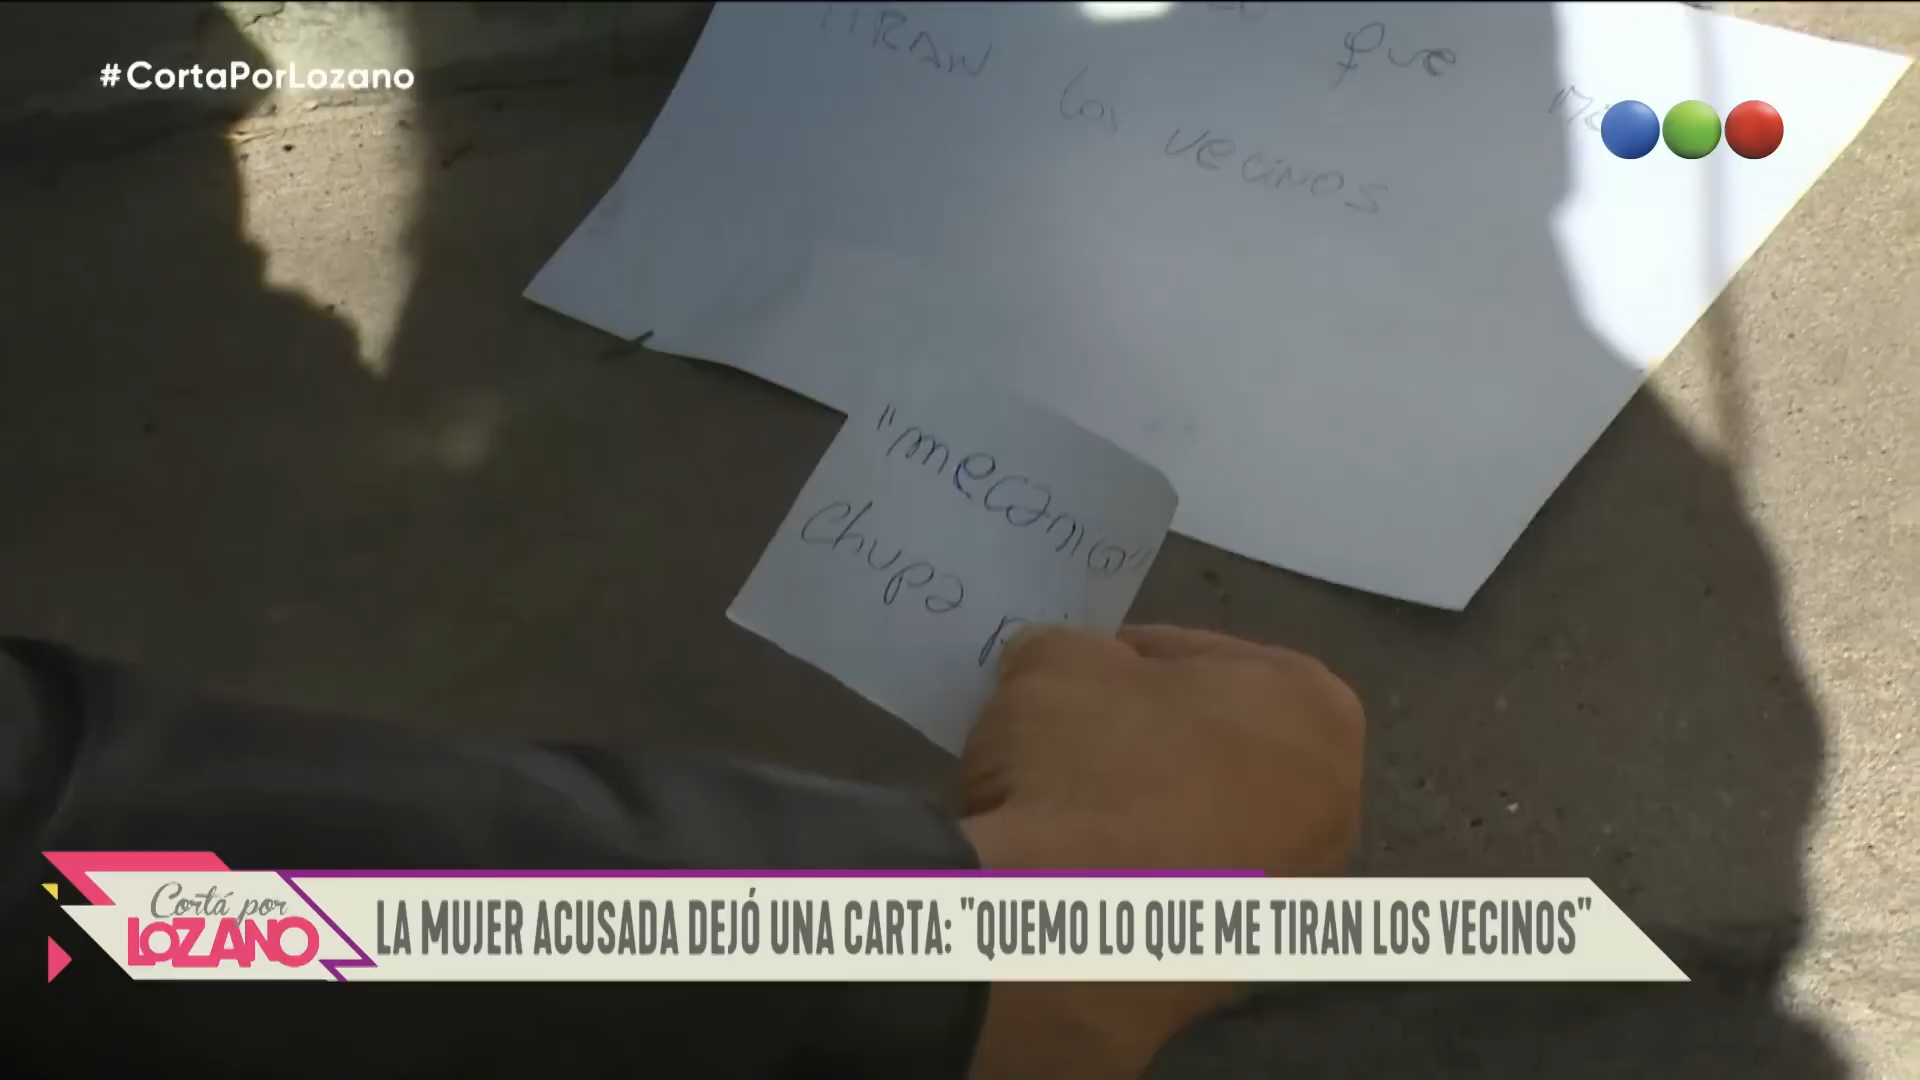 #CortaPorLozano
que
TIRAN los vecinos
"mecanico"
chupa
Cortá por
LOZANO
LA MUJER ACUSADA DEJÓ UNA CARTA: "QUEMO LO QUE ME TIRAN LOS VECINOS"